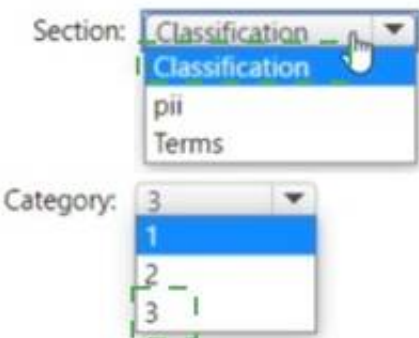 Section: Classification
Classification
pii
Terms
Category: 3
1
2
3